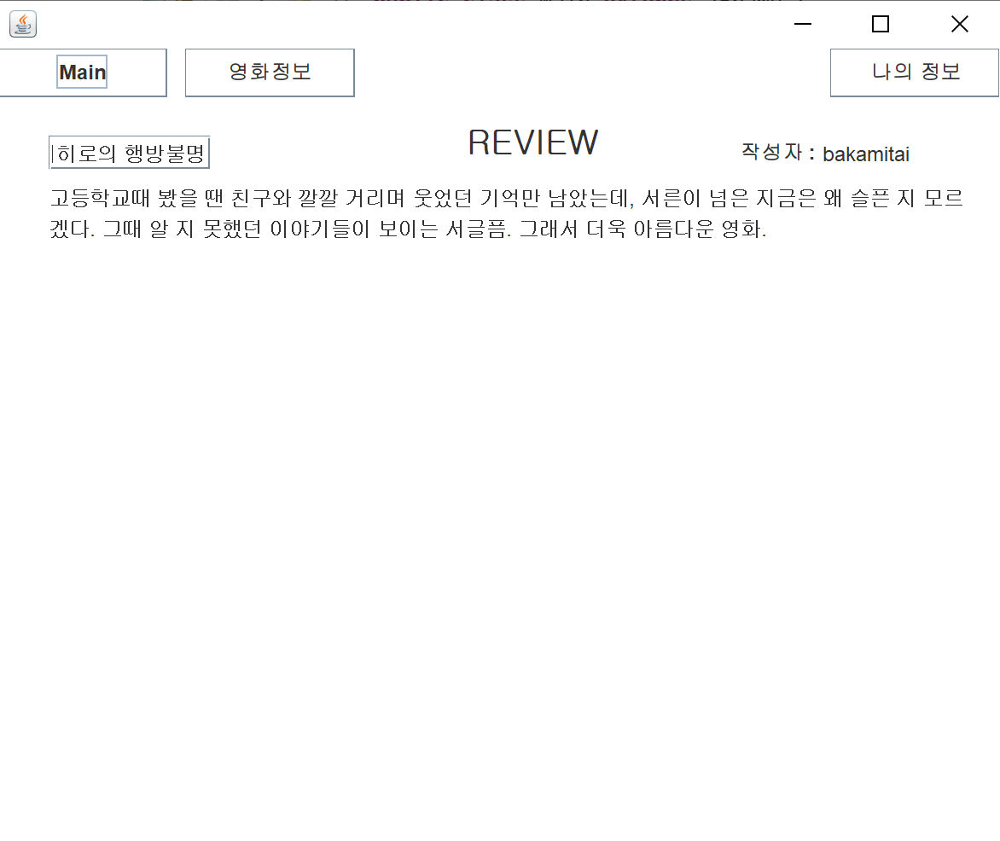 Main 영화정보 나의 정보
히로의 행방불명 REVIEW 작성자 : bakamitai
고등학교때 봤을 땐 친구와 깔깔 거리며 웃었던 기억만 남았는데, 서른이 넘은 지금은 왜 슬픈 지 모르
겠다. 그때 알 지 못했던 이야기들이 보이는 서글픔. 그래서 더욱 아름다운 영화.